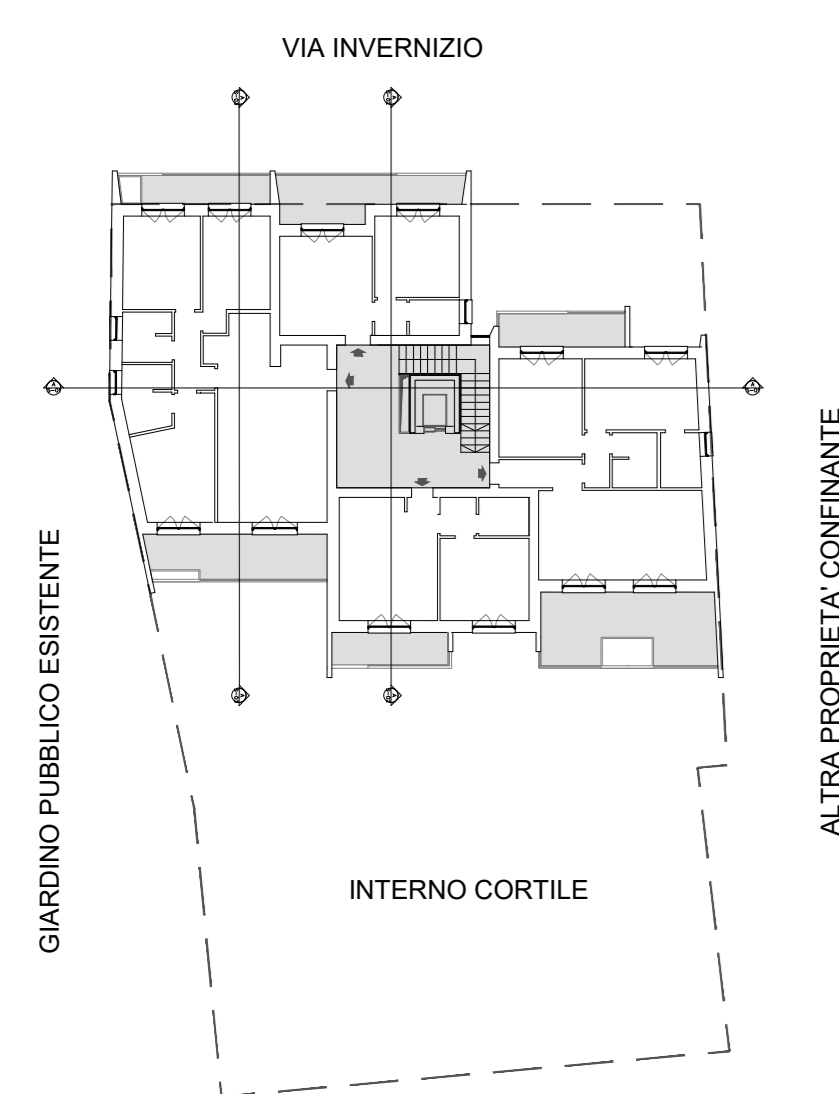 VIA INVERNIZIO
GIARDINO PUBBLICO ESISTENTE
ALTRA PROPRIETA' CONFINANTE
INTERNO CORTILE